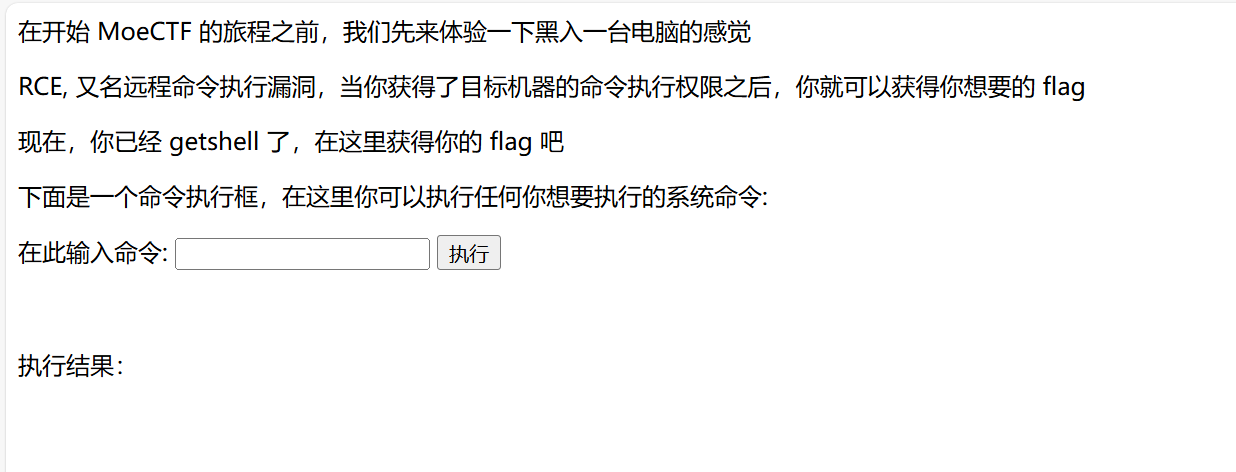 在开始 MoeCTF 的旅程之前，我们先来体验一下黑入一台电脑的感觉
RCE, 又名远程命令执行漏洞，当你获得了目标机器的命令执行权限之后，你就可以获得你想要的 flag
现在，你已经 getshell 了，在这里获得你的 flag 吧
下面是一个命令执行框，在这里你可以执行任何你想要执行的系统命令:
在此输入命令: 执行
执行结果：